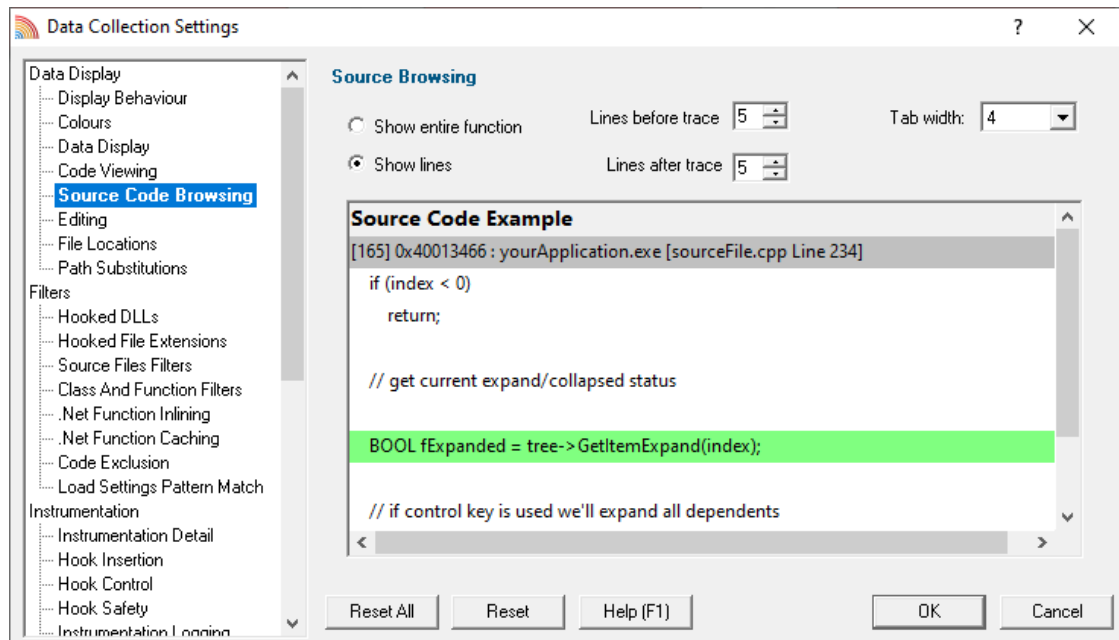 Data Collection Settings
?
Data Display
Display Behaviour
Colours
Data Display
Code Viewing
Source Code Browsing
Editing
File Locations
Path Substitutions
Filters
Hooked DLLs
Hooked File Extensions
Source Files Filters
Class And Function Filters
.Net Function Inlining
.Net Function Caching
Code Exclusion
Load Settings Pattern Match
Instrumentation
Instrumentation Detail
Hook Insertion
Hook Control
Hook Safety
Instrumentation Logging
Source Browsing
Show entire function
Lines before trace 5
Tab width: 4
Show lines
Lines after trace 5
Source Code Example
[165] 0x40013466 : yourApplication.exe [sourceFile.cpp Line 234]
if (index < 0)
return;
// get current expand/collapsed status
BOOL fExpanded = tree->GetItemExpand(index);
// if control key is used we'll expand all dependents
Reset All
Reset
Help (F1)
OK
Cancel